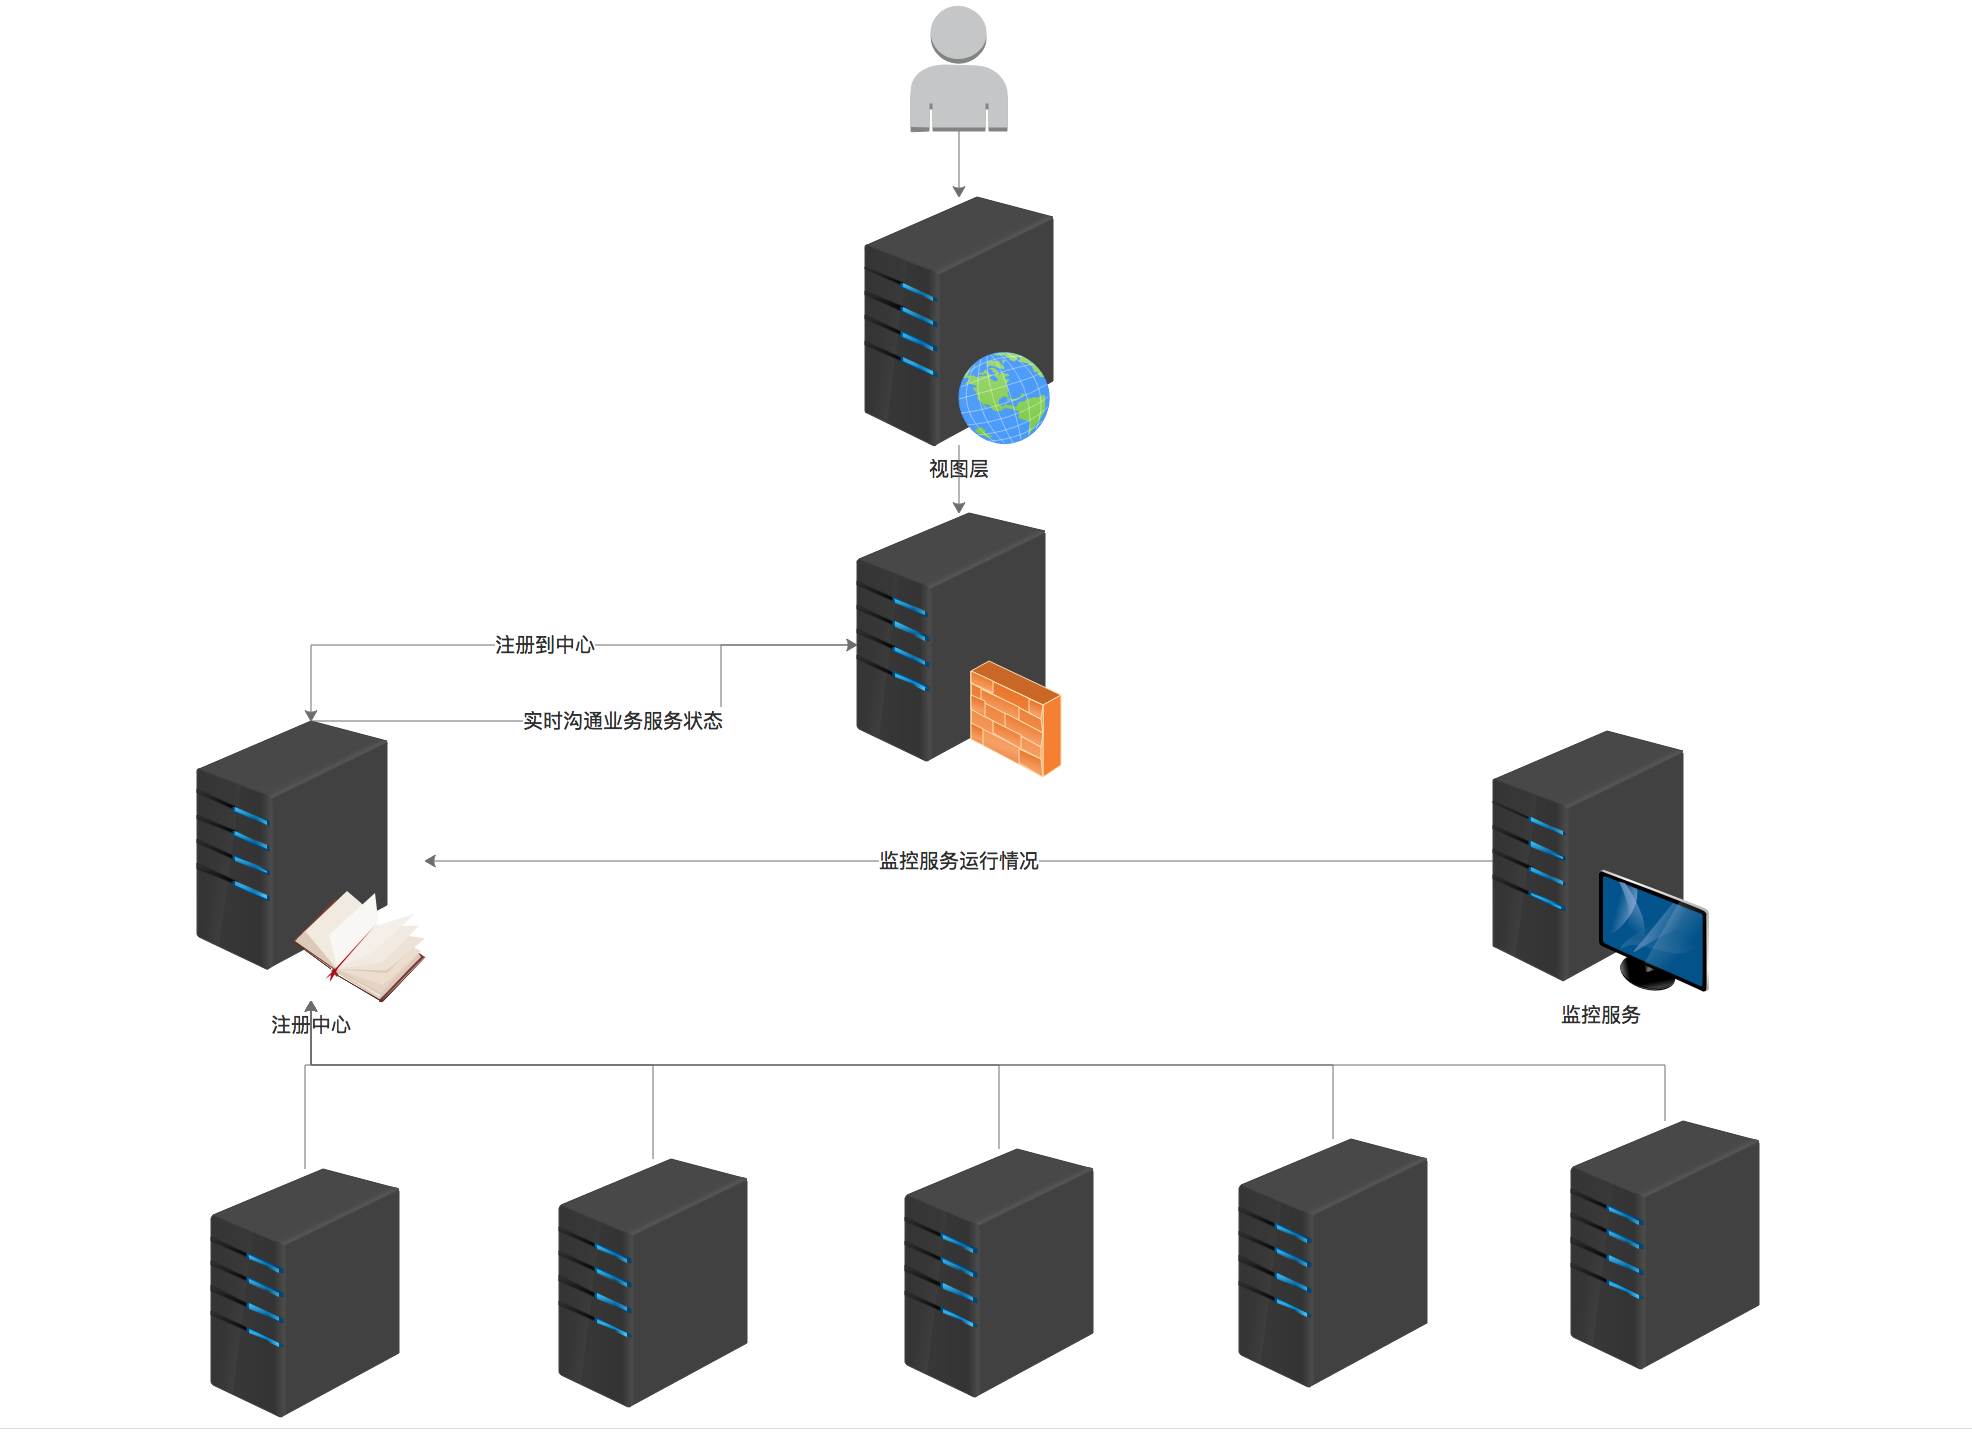 视图层
注册到中心
实时沟通业务服务状态
监控服务运行情况
监控服务
注册中心